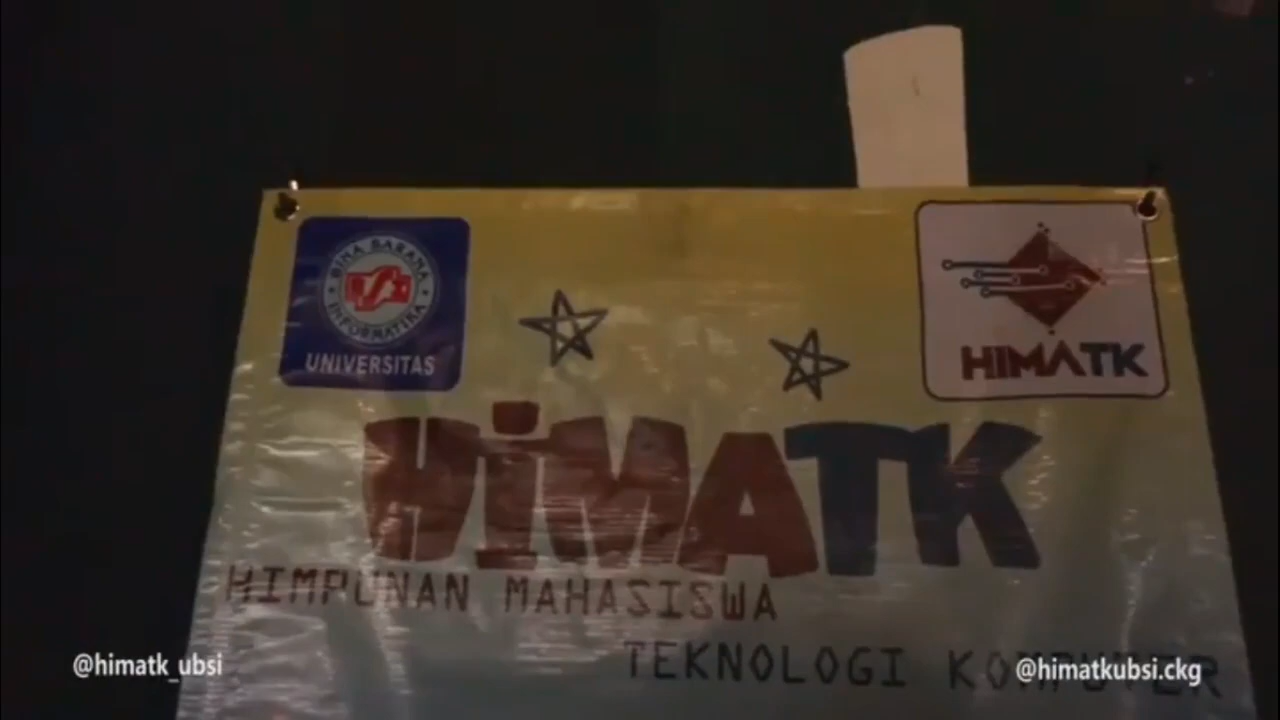 BINA SARANA
INFORMATIKA
UNIVERSITAS
HIMATK
HiMATK
HIMPUNAN MAHASISWA
TEKNOLOGI KOMPUTER
@himatk_ubsi
@himatkubsi.ckg